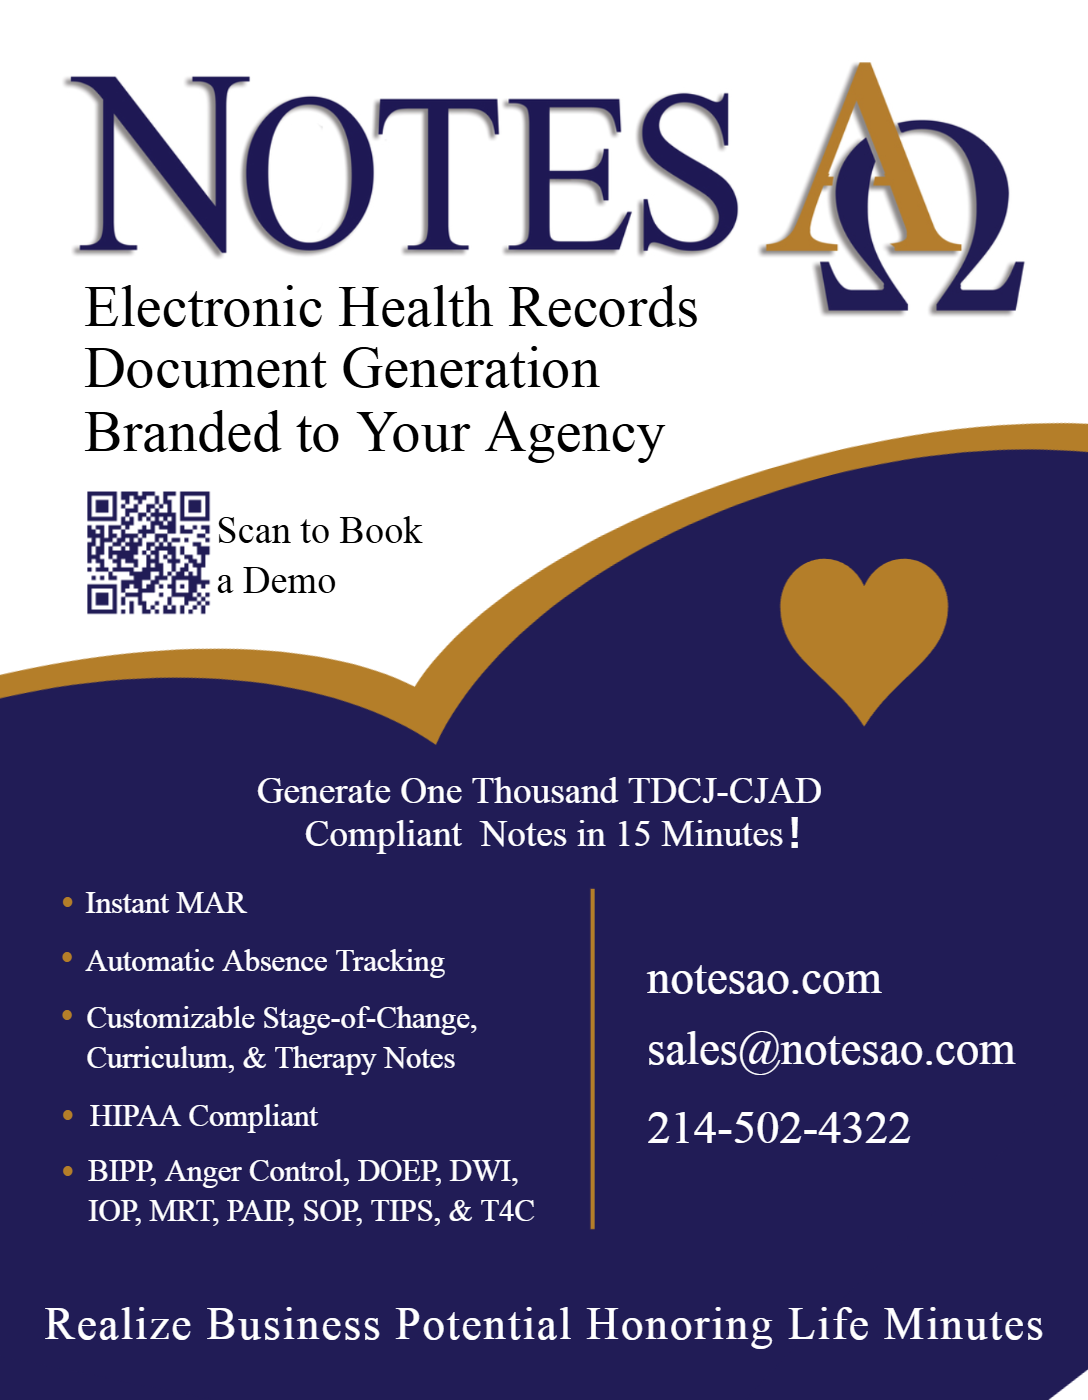 NOTES AΩ
Electronic Health Records
Document Generation
Branded to Your Agency
Scan to Book
a Demo
Generate One Thousand TDCJ-CJAD
Compliant Notes in 15 Minutes!
• Instant MAR
• Automatic Absence Tracking
• Customizable Stage-of-Change,
Curriculum, & Therapy Notes
• HIPAA Compliant
• BIPP, Anger Control, DOEP, DWI,
IOP, MRT, PAIP, SOP, TIPS, & T4C
notesao.com
sales@notesao.com
214-502-4322
Realize Business Potential Honoring Life Minutes